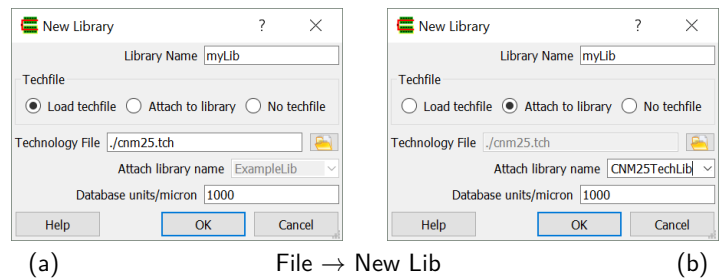 New Library ? ×
Library Name myLib
Techfile
Load techfile Attach to library No techfile
Technology File ./cnm25.tch
Attach library name ExampleLib
Database units/micron 1000
Help OK Cancel
(a)
New Library ? ×
Library Name myLib
Techfile
Load techfile Attach to library No techfile
Technology File ./cnm25.tch
Attach library name CNM25TechLib
Database units/micron 1000
Help OK Cancel
(b)
File → New Lib